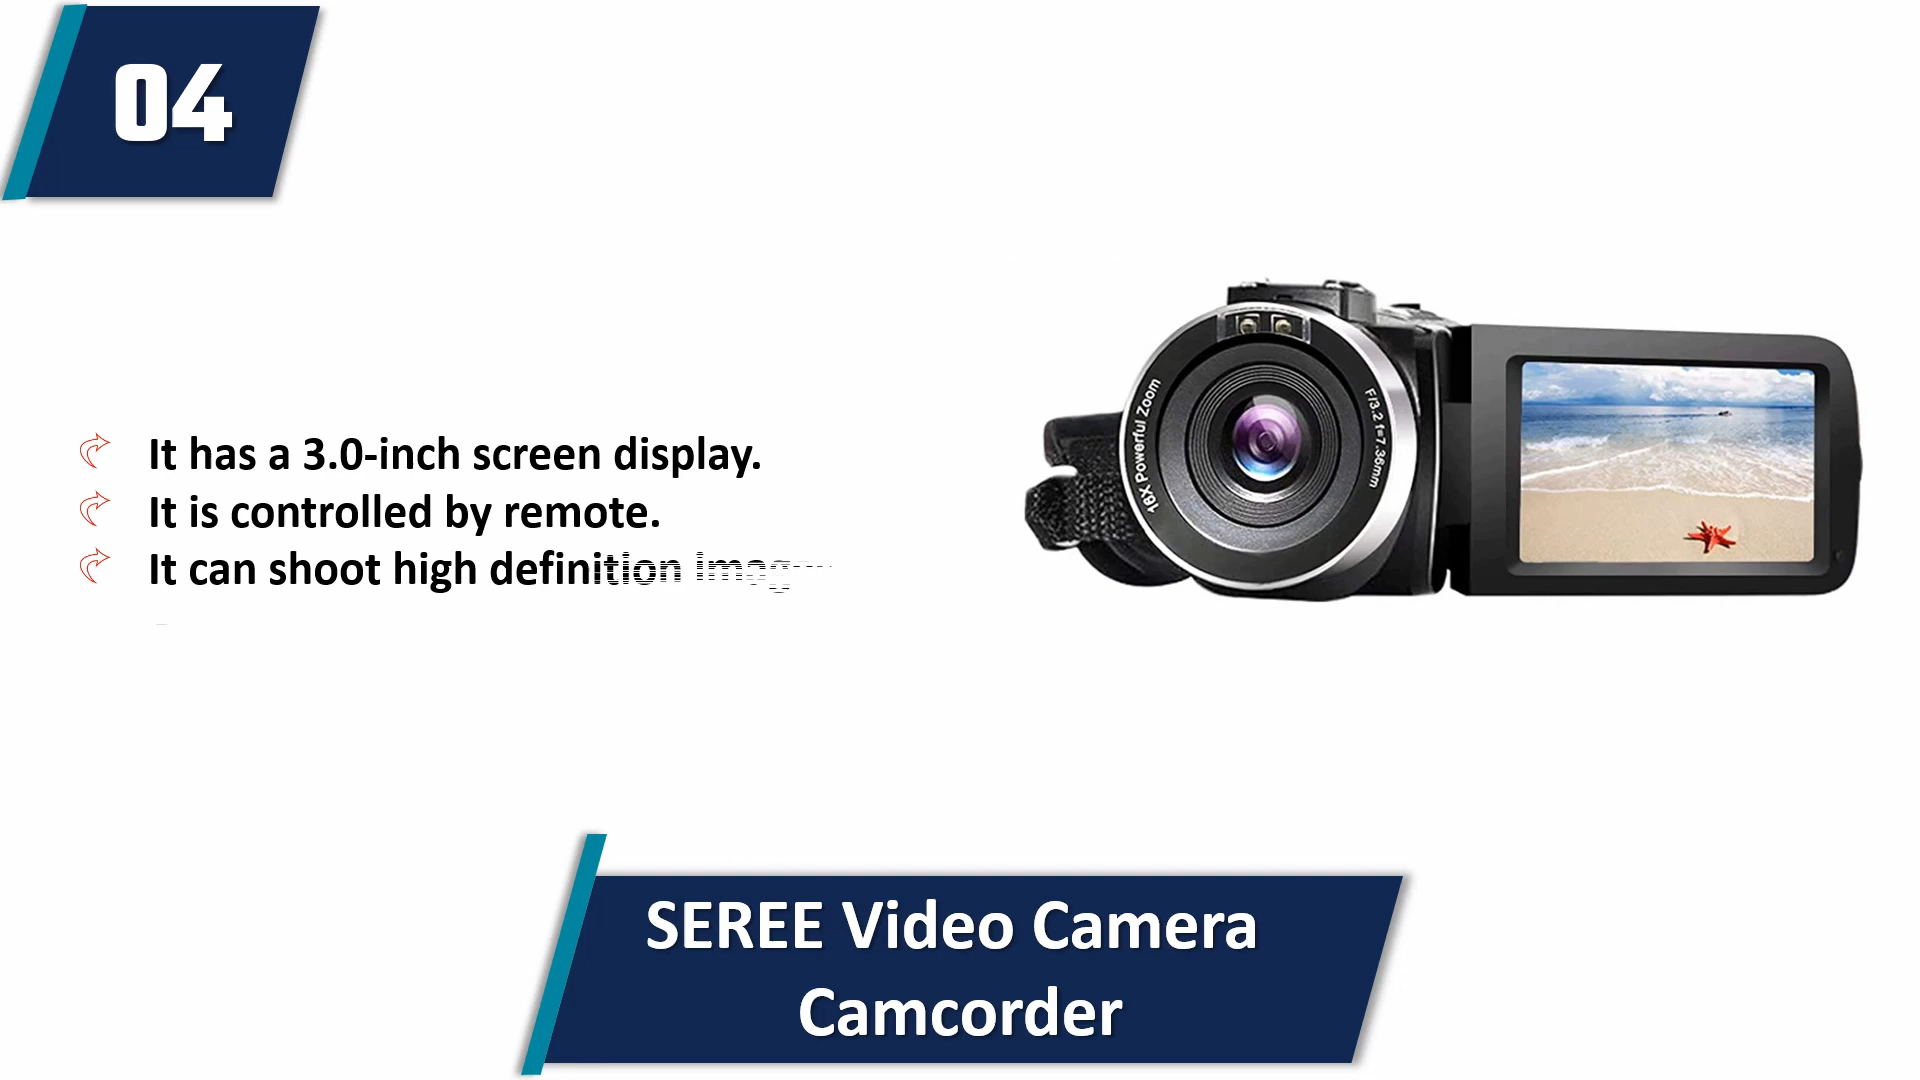 04
It has a 3.0-inch screen display.
It is controlled by remote.
It can shoot high definition
16X Powerful Zoom
F/3.2 f=7.36mm
SEREE Video Camera
Camcorder